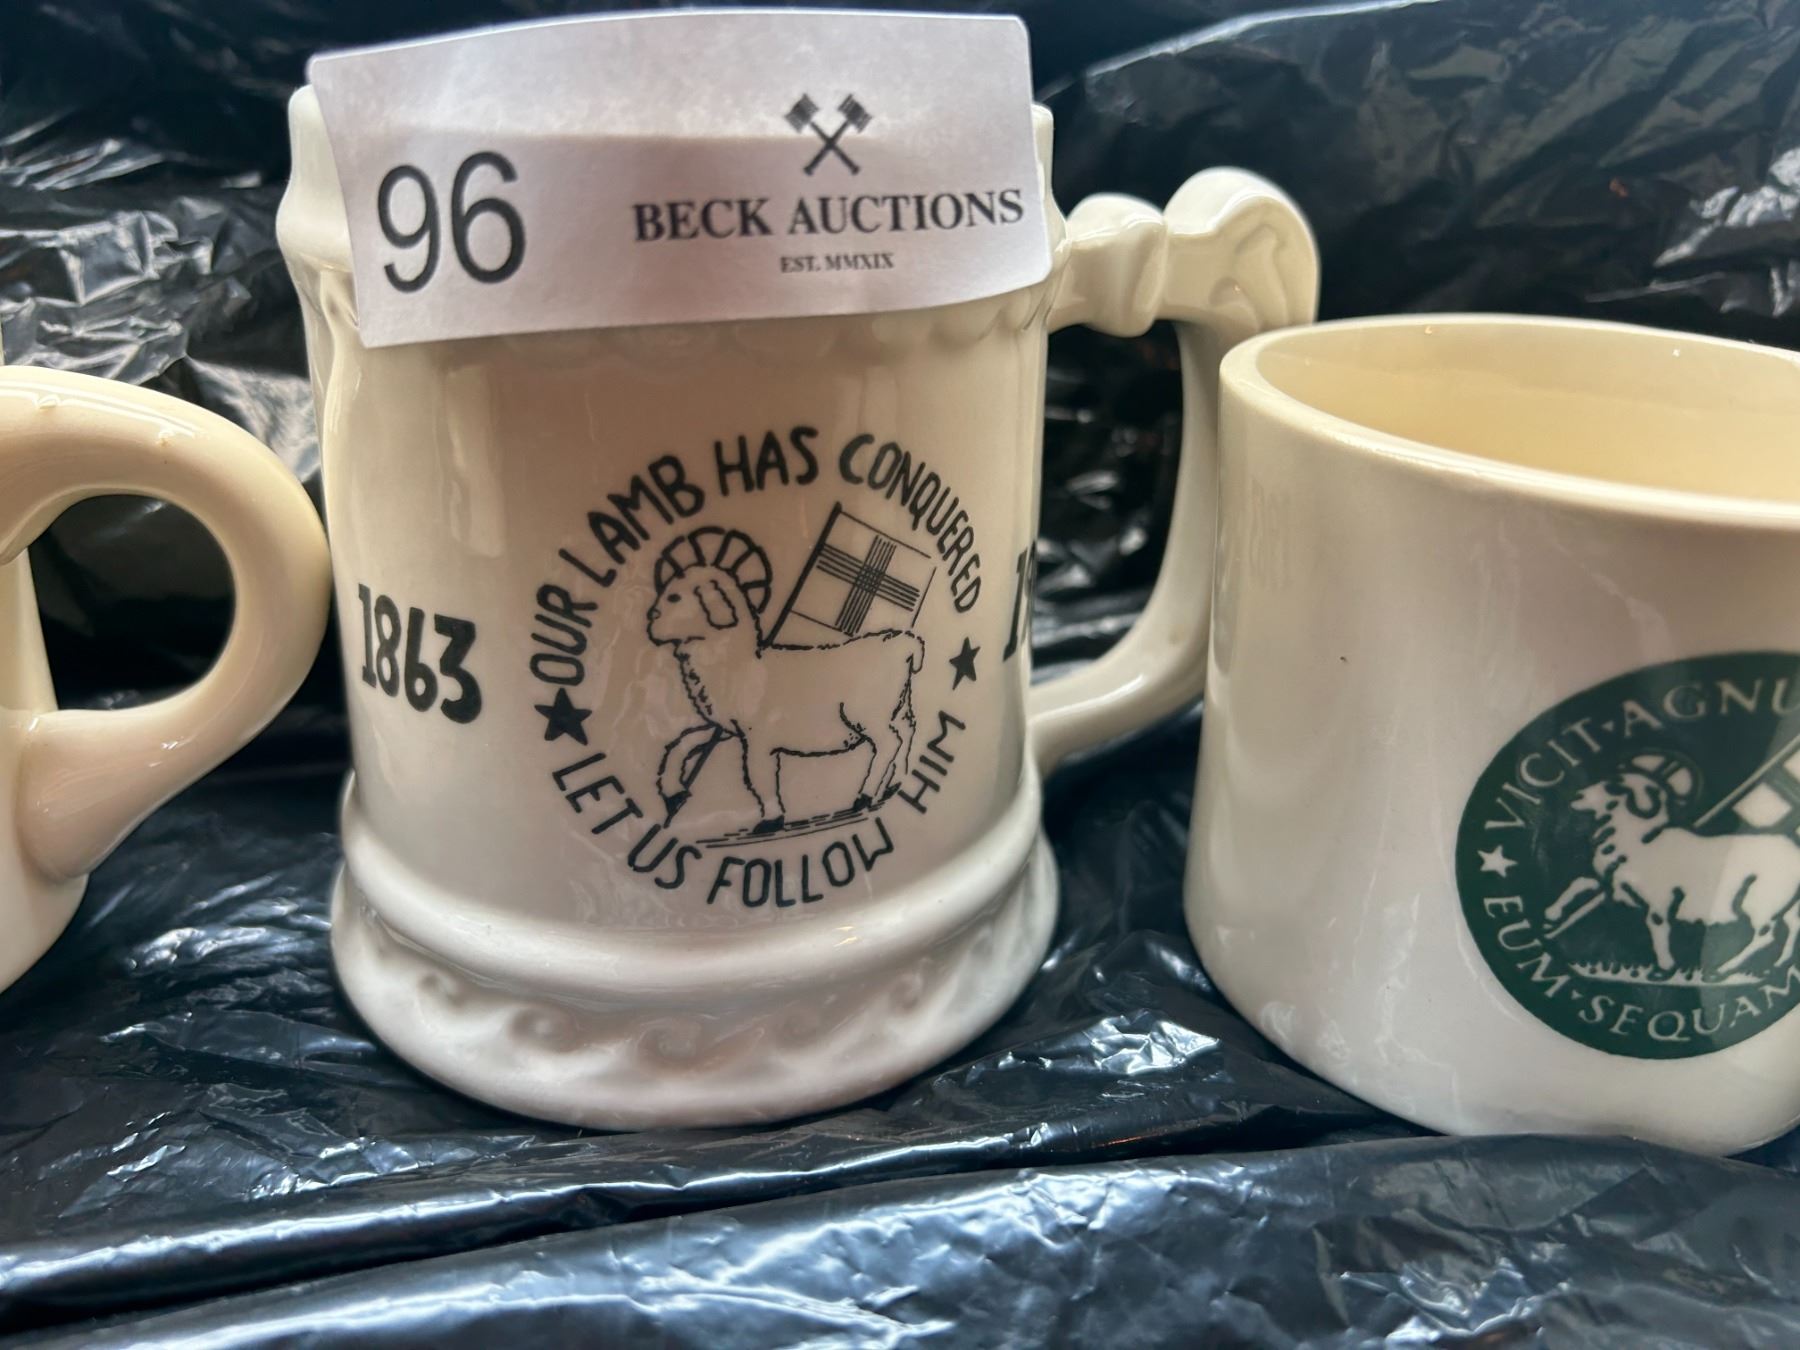 96
BECK AUCTIONS
EST. MMXIX
1863
OUR LAMB HAS CONQUERED
LET US FOLLOW HIM
VICIT · AGNU
EUM · SEQUAM